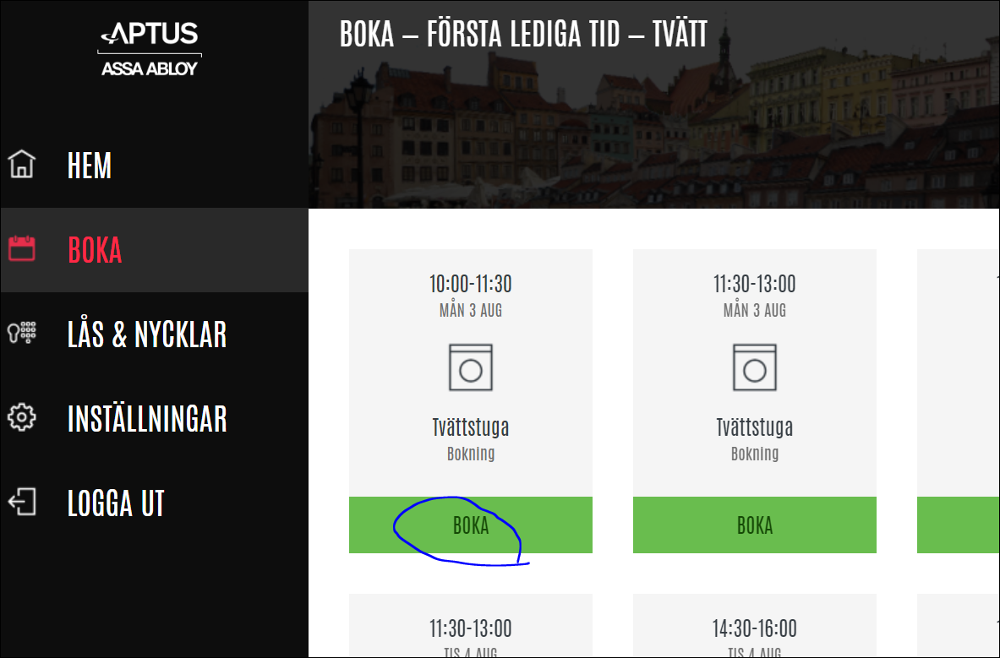 APTUS
ASSA ABLOY
BOKA – FÖRSTA LEDIGA TID – TVÄTT
HEM
BOKA
LÅS & NYCKLAR
INSTÄLLNINGAR
LOGGA UT
10:00-11:30
MÅN 3 AUG
Tvättstuga
Bokning
BOKA
11:30-13:00
MÅN 3 AUG
Tvättstuga
Bokning
BOKA
11:30-13:00
TIS 4 AUG
14:30-16:00
TIS 4 AUG